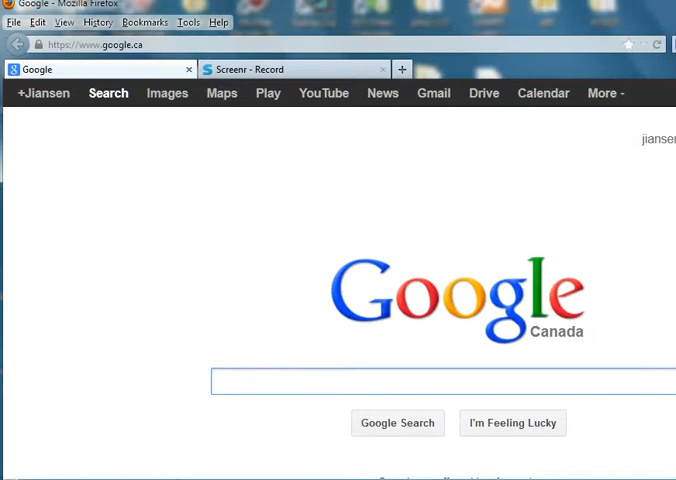 Google - Mozilla Firefox
File Edit View History Bookmarks Tools Help
https://www.google.ca
Google Screenr - Record
+Jiansen Search Images Maps Play YouTube News Gmail Drive Calendar More
Google
Canada
Google Search I'm Feeling Lucky